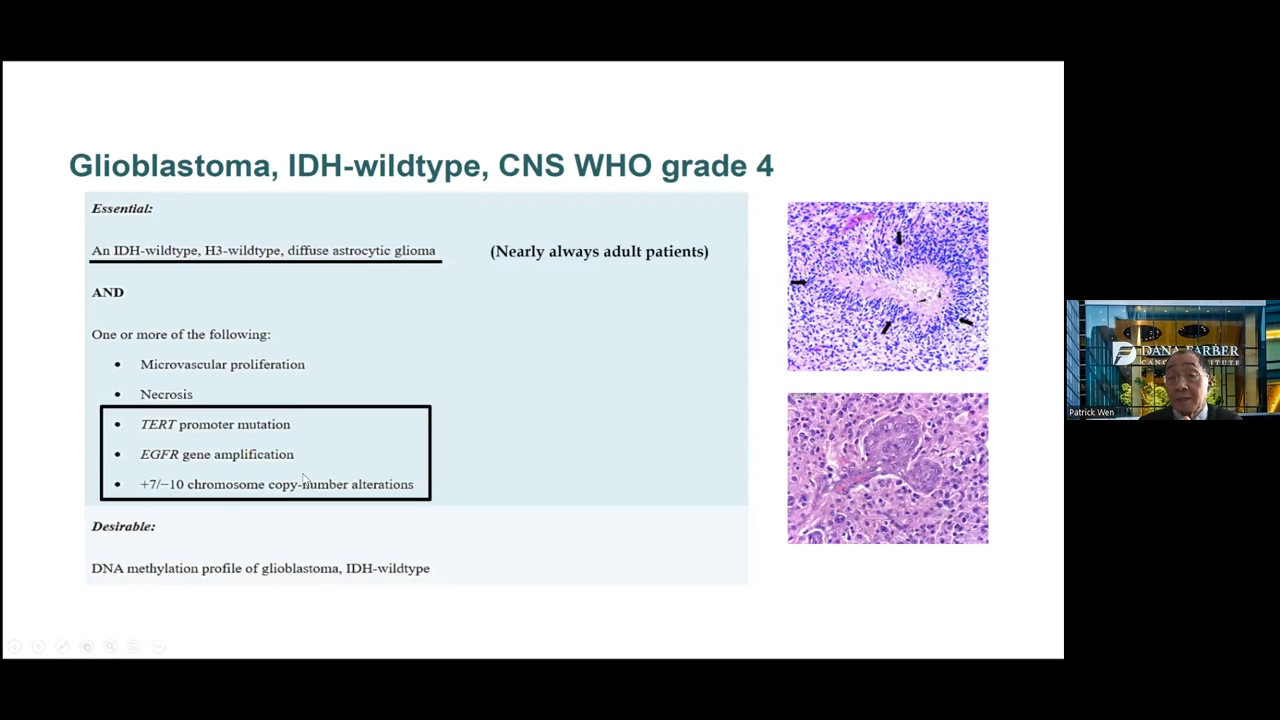 Glioblastoma, IDH-wildtype, CNS WHO grade 4
Essential:
An IDH-wildtype, H3-wildtype, diffuse astrocytic glioma
(Nearly always adult patients)
AND
One or more of the following:
• Microvascular proliferation
• Necrosis
• TERT promoter mutation
• EGFR gene amplification
• +7/−10 chromosome copy-number alterations
Desirable:
DNA methylation profile of glioblastoma, IDH-wildtype
DANA-FARBER
Patrick Wen